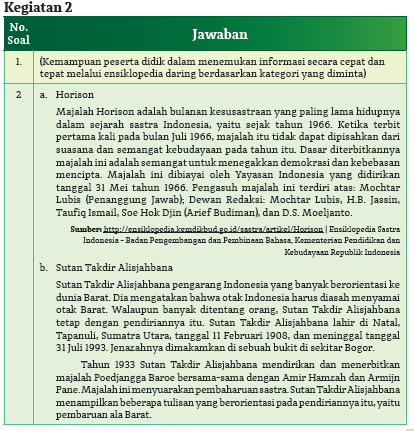 Kegiatan 2
No. Soal
Jawaban
1.
(Kemampuan peserta didik dalam menemukan informasi secara cepat dan
tepat melalui ensiklopedia daring berdasarkan kategori yang diminta)
2
a. Horison
Majalah Horison adalah bulanan kesusastraan yang paling lama hidupnya
dalam sejarah sastra Indonesia, yaitu sejak tahun 1966. Ketika terbit
pertama kali pada bulan Juli 1966, majalah itu tidak dapat dipisahkan dari
suasana dan semangat kebudayaan pada tahun itu. Dasar diterbitkannya
majalah ini adalah semangat untuk menegakkan demokrasi dan kebebasan
mencipta. Majalah ini dibiayai oleh Yayasan Indonesia yang didirikan
tanggal 31 Mei tahun 1966. Pengasuh majalah ini terdiri atas: Mochtar
Lubis (Penanggung Jawab); Dewan Redaksi: Mochtar Lubis, H.B. Jassin,
Taufiq Ismail, Soe Hok Djin (Arief Budiman), dan D.S. Moeljanto.
Sumber: http://ensiklopedia.kemdikbud.go.id/sastra/artikel/Horison | Ensiklopedia Sastra
Indonesia - Badan Pengembangan dan Pembinaan Bahasa, Kementerian Pendidikan dan
Kebudayaan Republik Indonesia
b. Sutan Takdir Alisjahbana
Sutan Takdir Alisjahbana pengarang Indonesia yang banyak berorientasi ke
dunia Barat. Dia mengatakan bahwa otak Indonesia harus diasah menyamai
otak Barat. Walaupun banyak ditentang orang, Sutan Takdir Alisjahbana
tetap dengan pendiriannya itu. Sutan Takdir Alisjahbana lahir di Natal,
Tapanuli, Sumatra Utara, tanggal 11 Februari 1908, dan meninggal tanggal
31 Juli 1993. Jenazahnya dimakamkan di sebuah bukit di sekitar Bogor.
Tahun 1933 Sutan Takdir Alisjahbana mendirikan dan menerbitkan
majalah Poedjangga Baroe bersama-sama dengan Amir Hamzah dan Armijn
Pane. Majalah ini menyuarakan pembaharuan sastra. Sutan Takdir Alisjahbana
menampilkan beberapa tulisan yang berorientasi pada pendiriannya itu, yaitu
pembaruan ala Barat.